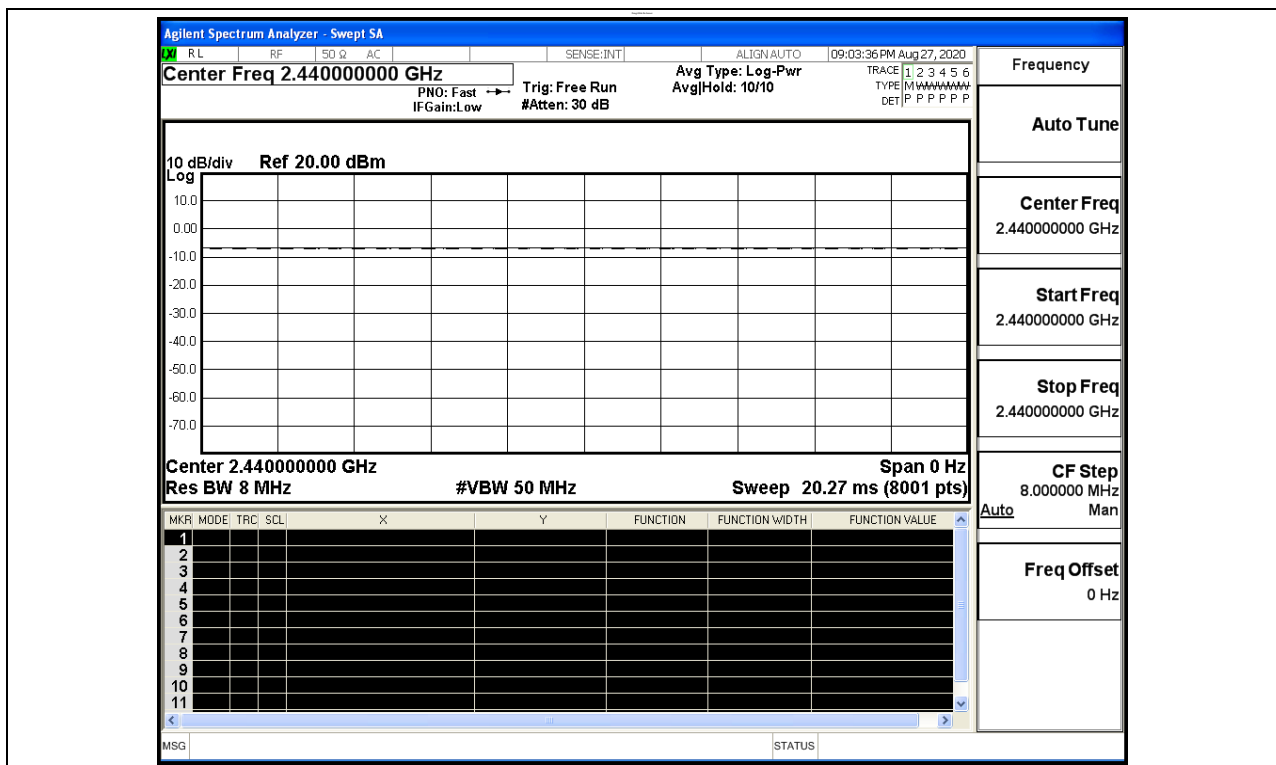 Agilent Spectrum Analyzer - Swept SA
LXI RL RF 50 Ω AC SENSE:INT ALIGN AUTO 09:03:36 PM Aug 27, 2020
Center Freq 2.440000000 GHz
PNO: Fast
IFGain:Low
Trig: Free Run
#Atten: 30 dB
Avg Type: Log-Pwr
Avg|Hold: 10/10
TRACE 1 2 3 4 5 6
TYPE M W W W W W
DET P P P P P P
10 dB/div Ref 20.00 dBm
Log
10.0
0.00
-10.0
-20.0
-30.0
-40.0
-50.0
-60.0
-70.0
Center 2.440000000 GHz Span 0 Hz
Res BW 8 MHz #VBW 50 MHz Sweep 20.27 ms (8001 pts)
MKR MODE TRC SCL X Y FUNCTION FUNCTION WIDTH FUNCTION VALUE
1
2
3
4
5
6
7
8
9
10
11
MSG STATUS
Frequency
Auto Tune
Center Freq
2.440000000 GHz
Start Freq
2.440000000 GHz
Stop Freq
2.440000000 GHz
CF Step
8.000000 MHz
Auto Man
Freq Offset
0 Hz